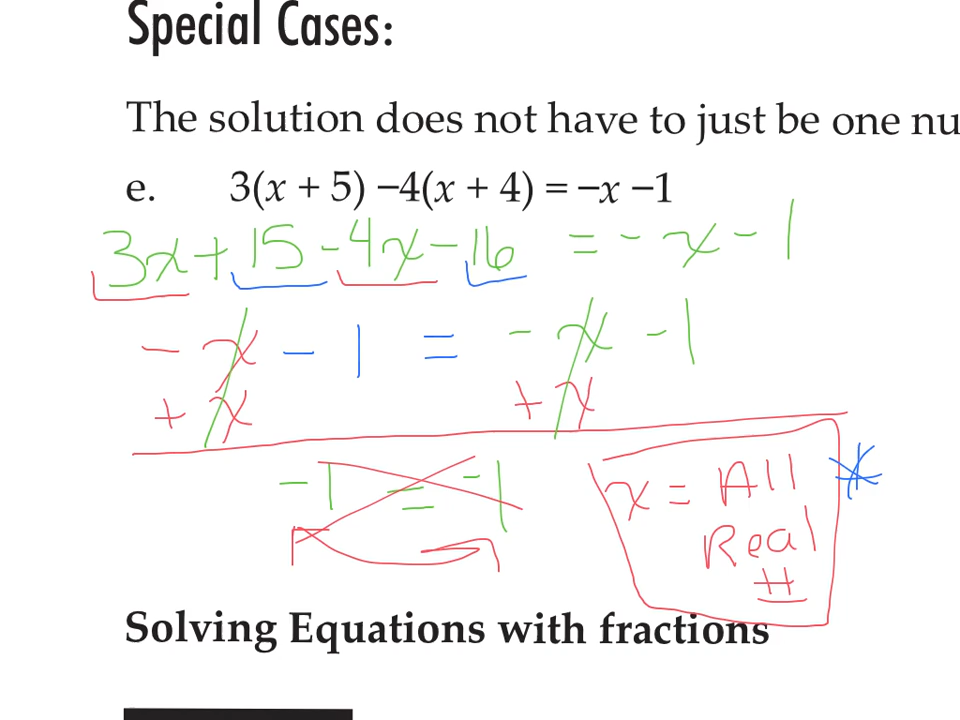 Special Cases:
The solution does not have to just be one nu
e. 3(x + 5) −4(x + 4) = −x −1
3x + 15 - 4x - 16 = - x - 1
- x - 1 = - x - 1
+ x + x
-1 = -1
x = All
Real
#
*
Solving Equations with fractions